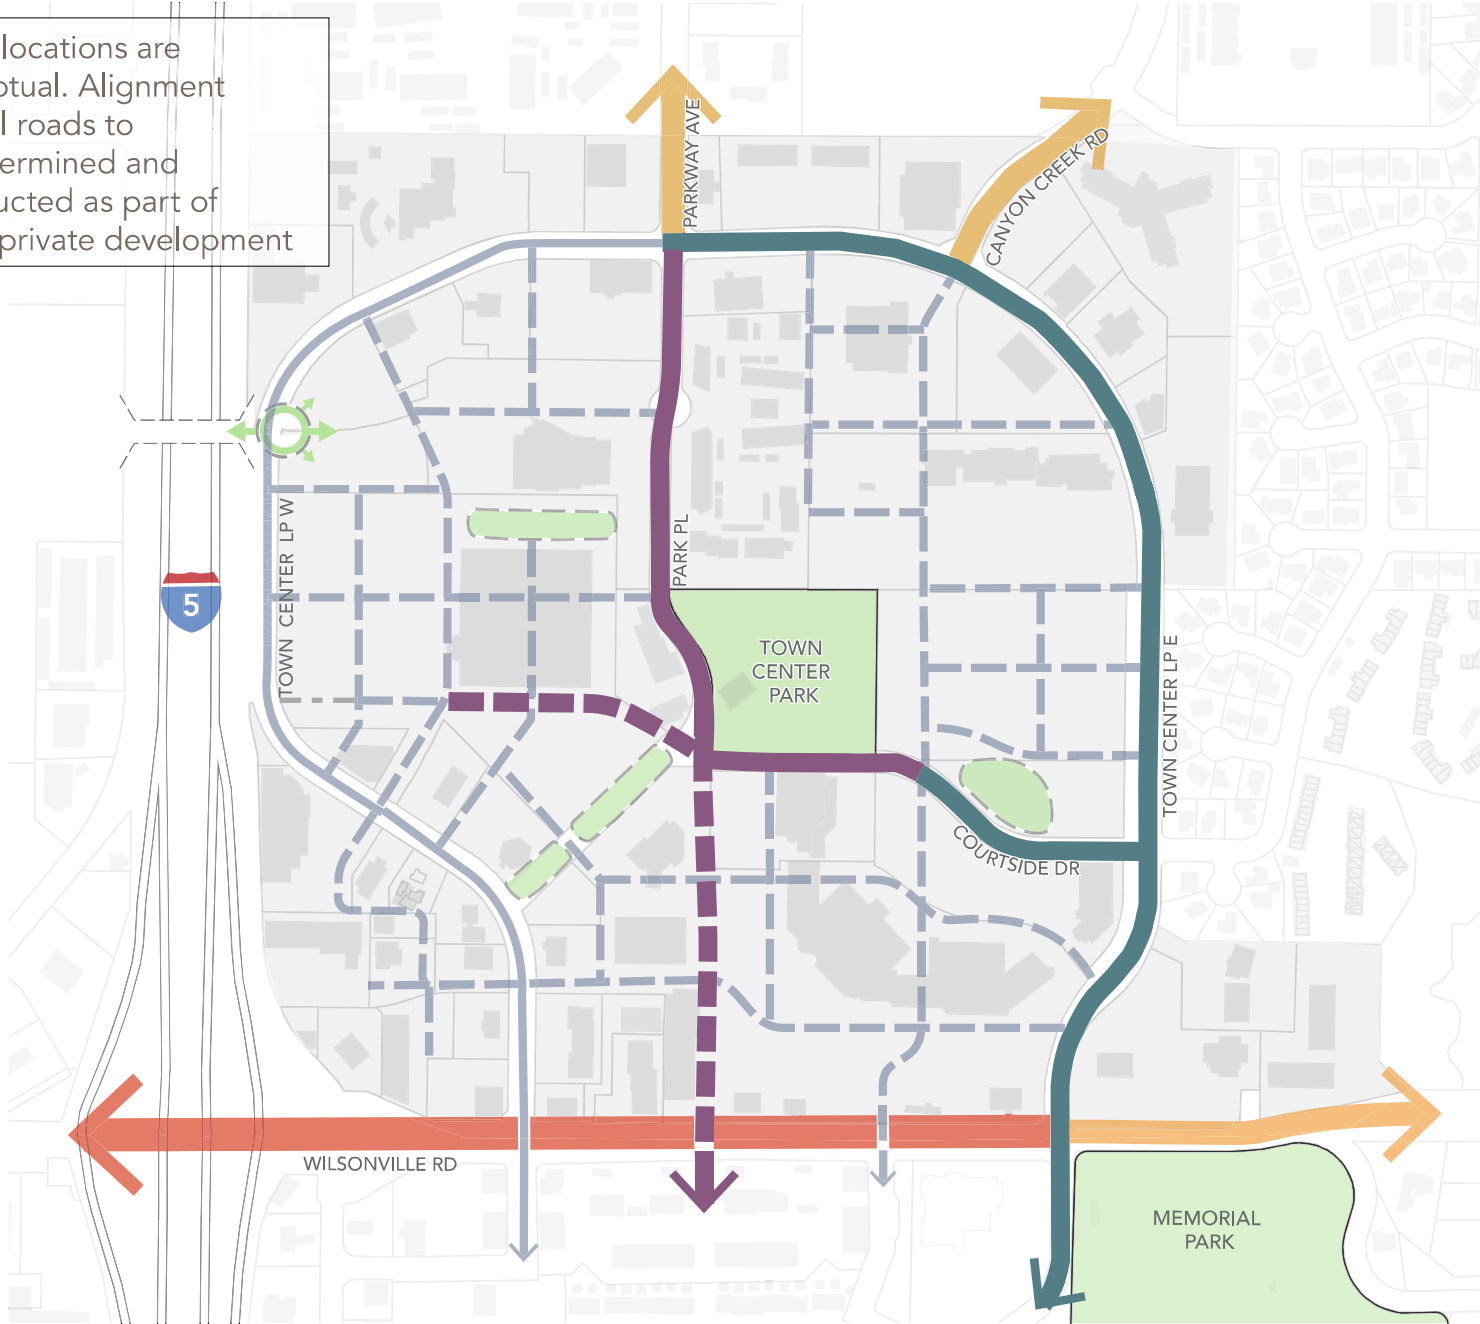 locations are
ptual. Alignment
l roads to
ermined and
ucted as part of
private development
PARKWAY AVE
CANYON CREEK RD
TOWN CENTER LP W
PARK PL
5
TOWN
CENTER
PARK
TOWN CENTER LP E
COURTSIDE DR
WILSONVILLE RD
MEMORIAL
PARK